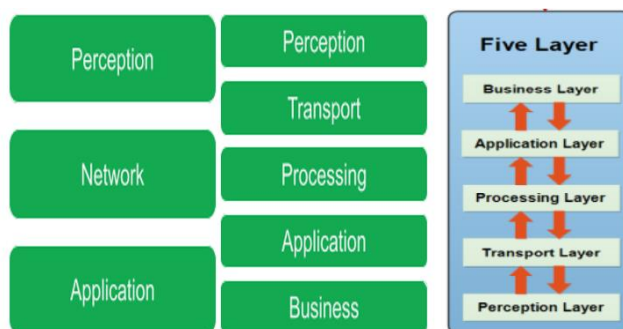 Perception
Network
Application
Perception
Transport
Processing
Application
Business
Five Layer
Business Layer
Application Layer
Processing Layer
Transport Layer
Perception Layer